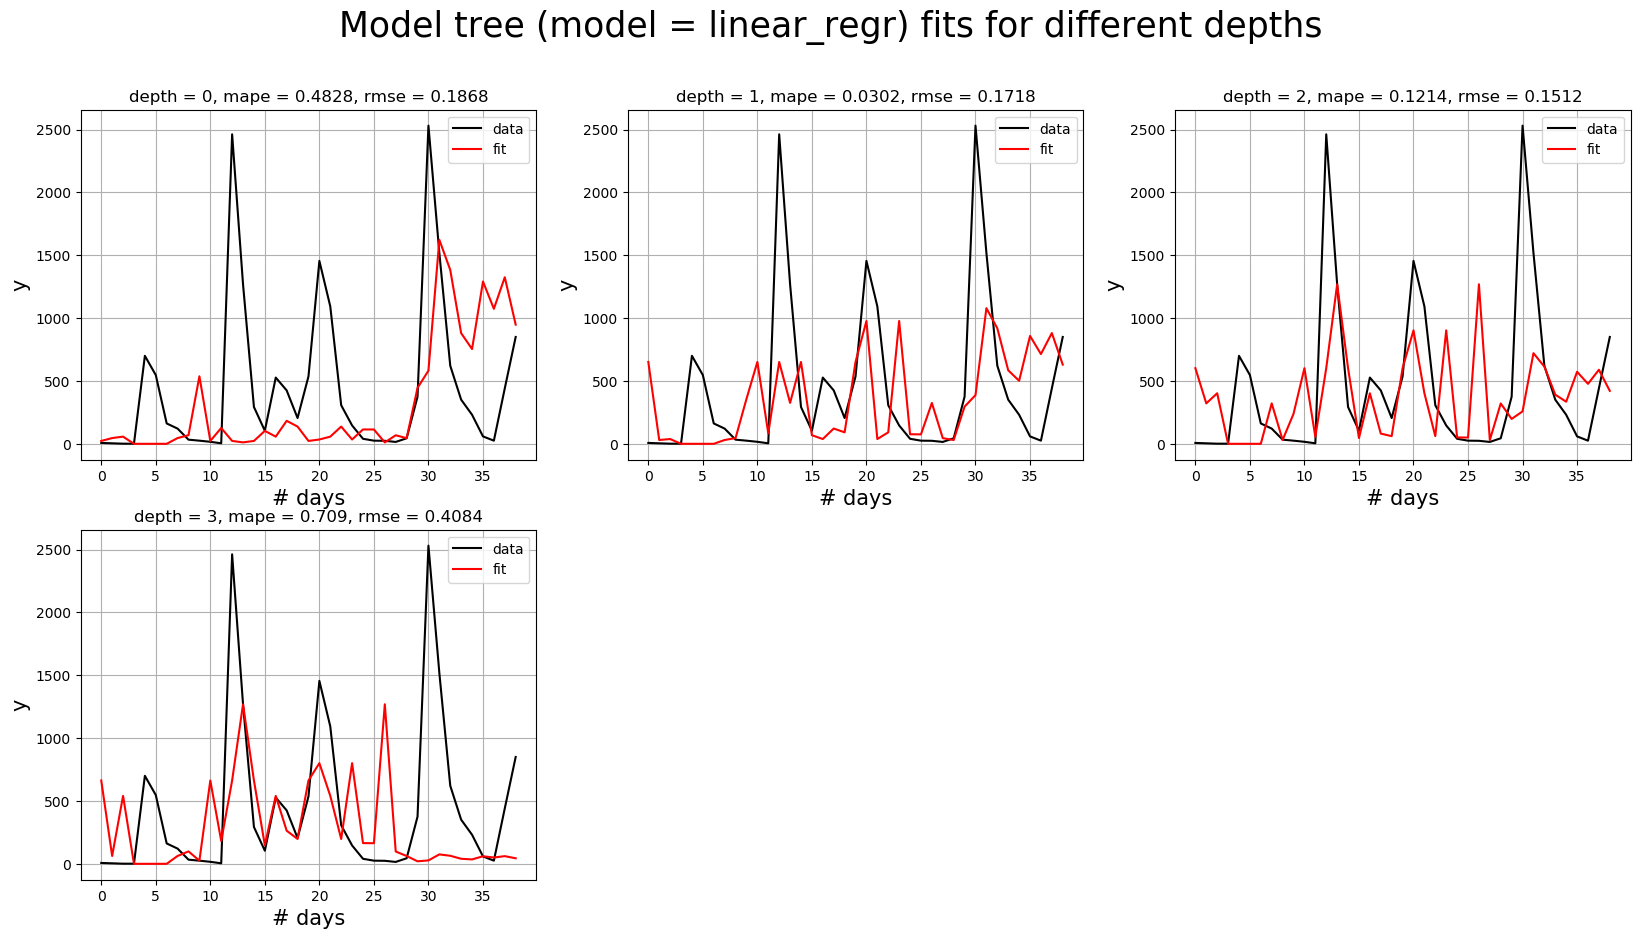 Model tree (model = linear_regr) fits for different depths
depth = 0, mape = 0.4828, rmse = 0.1868
data
fit
2500
2000
1500
1000
500
0
y
0 5 10 15 20 25 30 35
# days
depth = 1, mape = 0.0302, rmse = 0.1718
data
fit
2500
2000
1500
1000
500
0
y
0 5 10 15 20 25 30 35
# days
depth = 2, mape = 0.1214, rmse = 0.1512
data
fit
2500
2000
1500
1000
500
0
y
0 5 10 15 20 25 30 35
# days
depth = 3, mape = 0.709, rmse = 0.4084
data
fit
2500
2000
1500
1000
500
0
y
0 5 10 15 20 25 30 35
# days